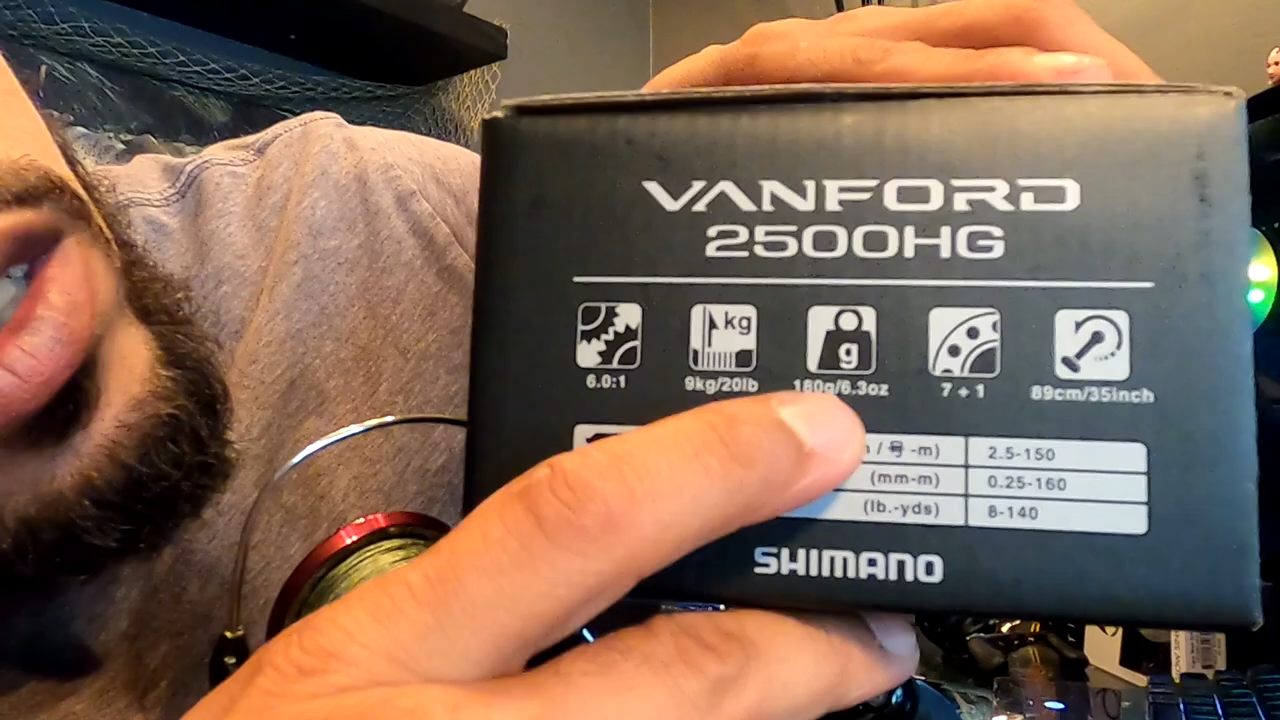 VANFORD
2500HG
kg
g
6.0:1 9kg/20lb 180g/6.3oz 7+1 89cm/35inch
/ 号 -m) 2.5-150
(mm-m) 0.25-160
(lb.-yds) 8-140
SHIMANO